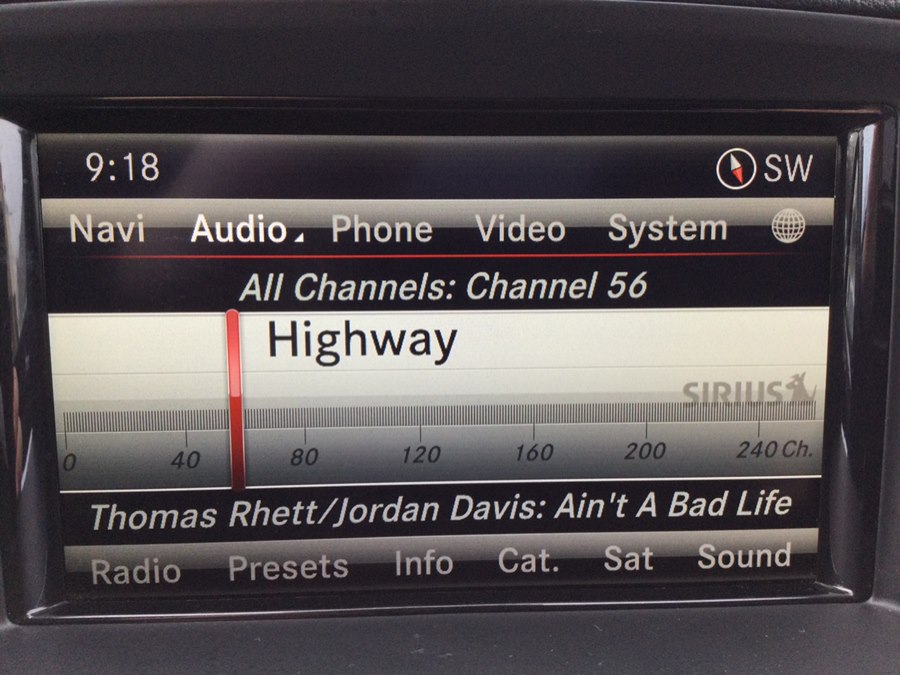 9:18 SW
Navi Audio Phone Video System
All Channels: Channel 56
Highway
SIRIUS
0 40 80 120 160 200 240 Ch.
Thomas Rhett/Jordan Davis: Ain't A Bad Life
Radio Presets Info Cat. Sat Sound